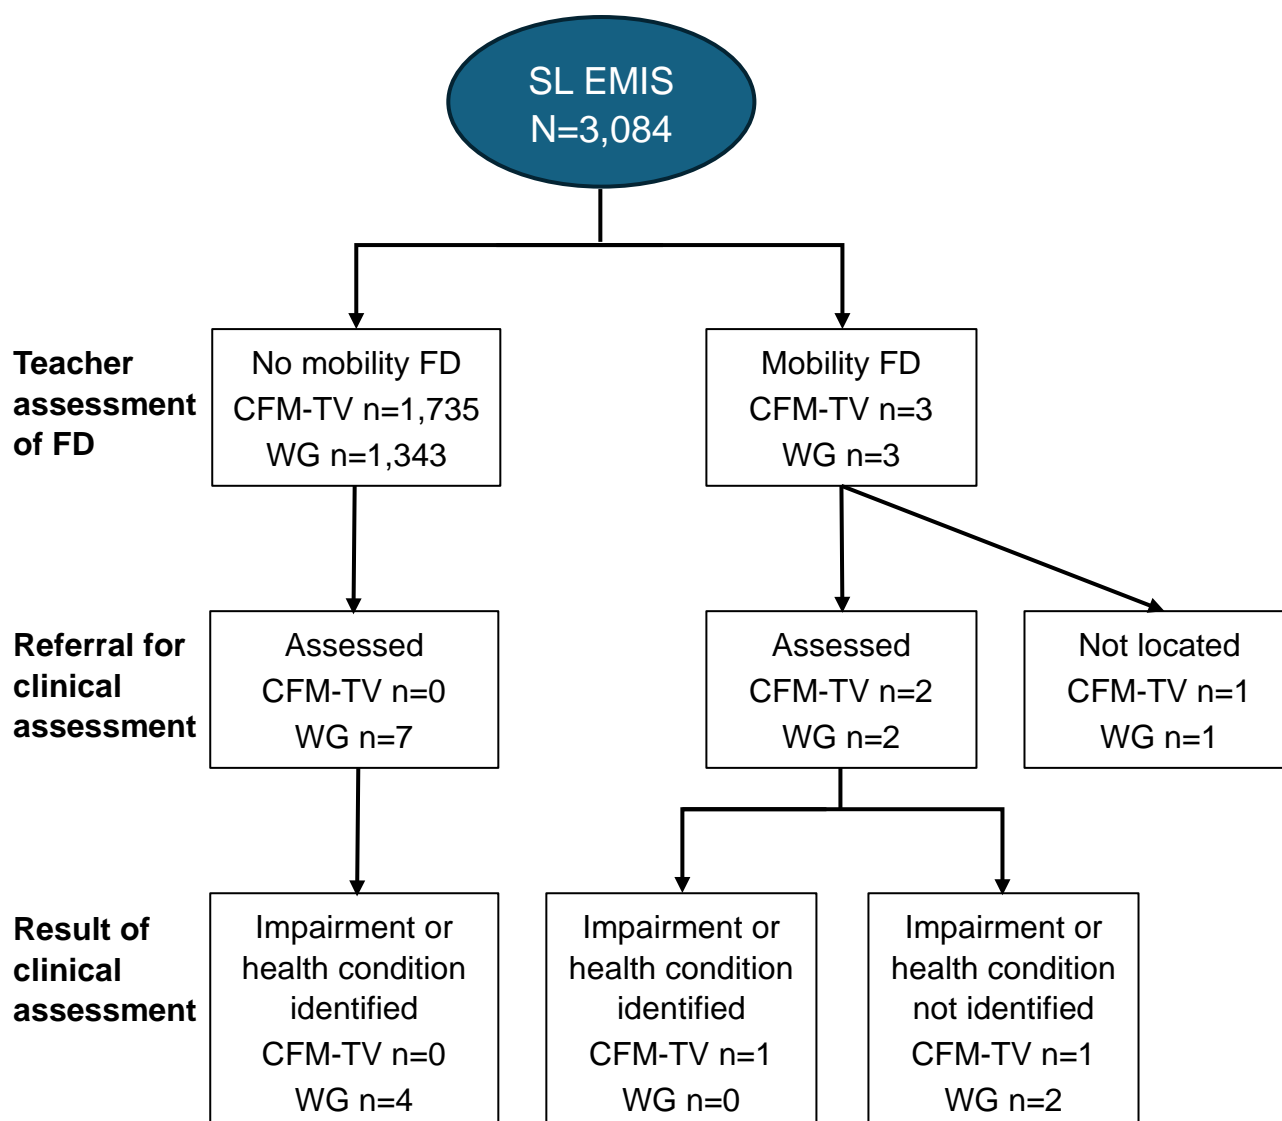 SL EMIS
N=3,084
Teacher
assessment
of FD
No mobility FD
CFM-TV n=1,735
WG n=1,343
Mobility FD
CFM-TV n=3
WG n=3
Referral for
clinical
assessment
Assessed
CFM-TV n=0
WG n=7
Assessed
CFM-TV n=2
WG n=2
Not located
CFM-TV n=1
WG n=1
Result of
clinical
assessment
Impairment or
health condition
identified
CFM-TV n=0
WG n=4
Impairment or
health condition
identified
CFM-TV n=1
WG n=0
Impairment or
health condition
not identified
CFM-TV n=1
WG n=2